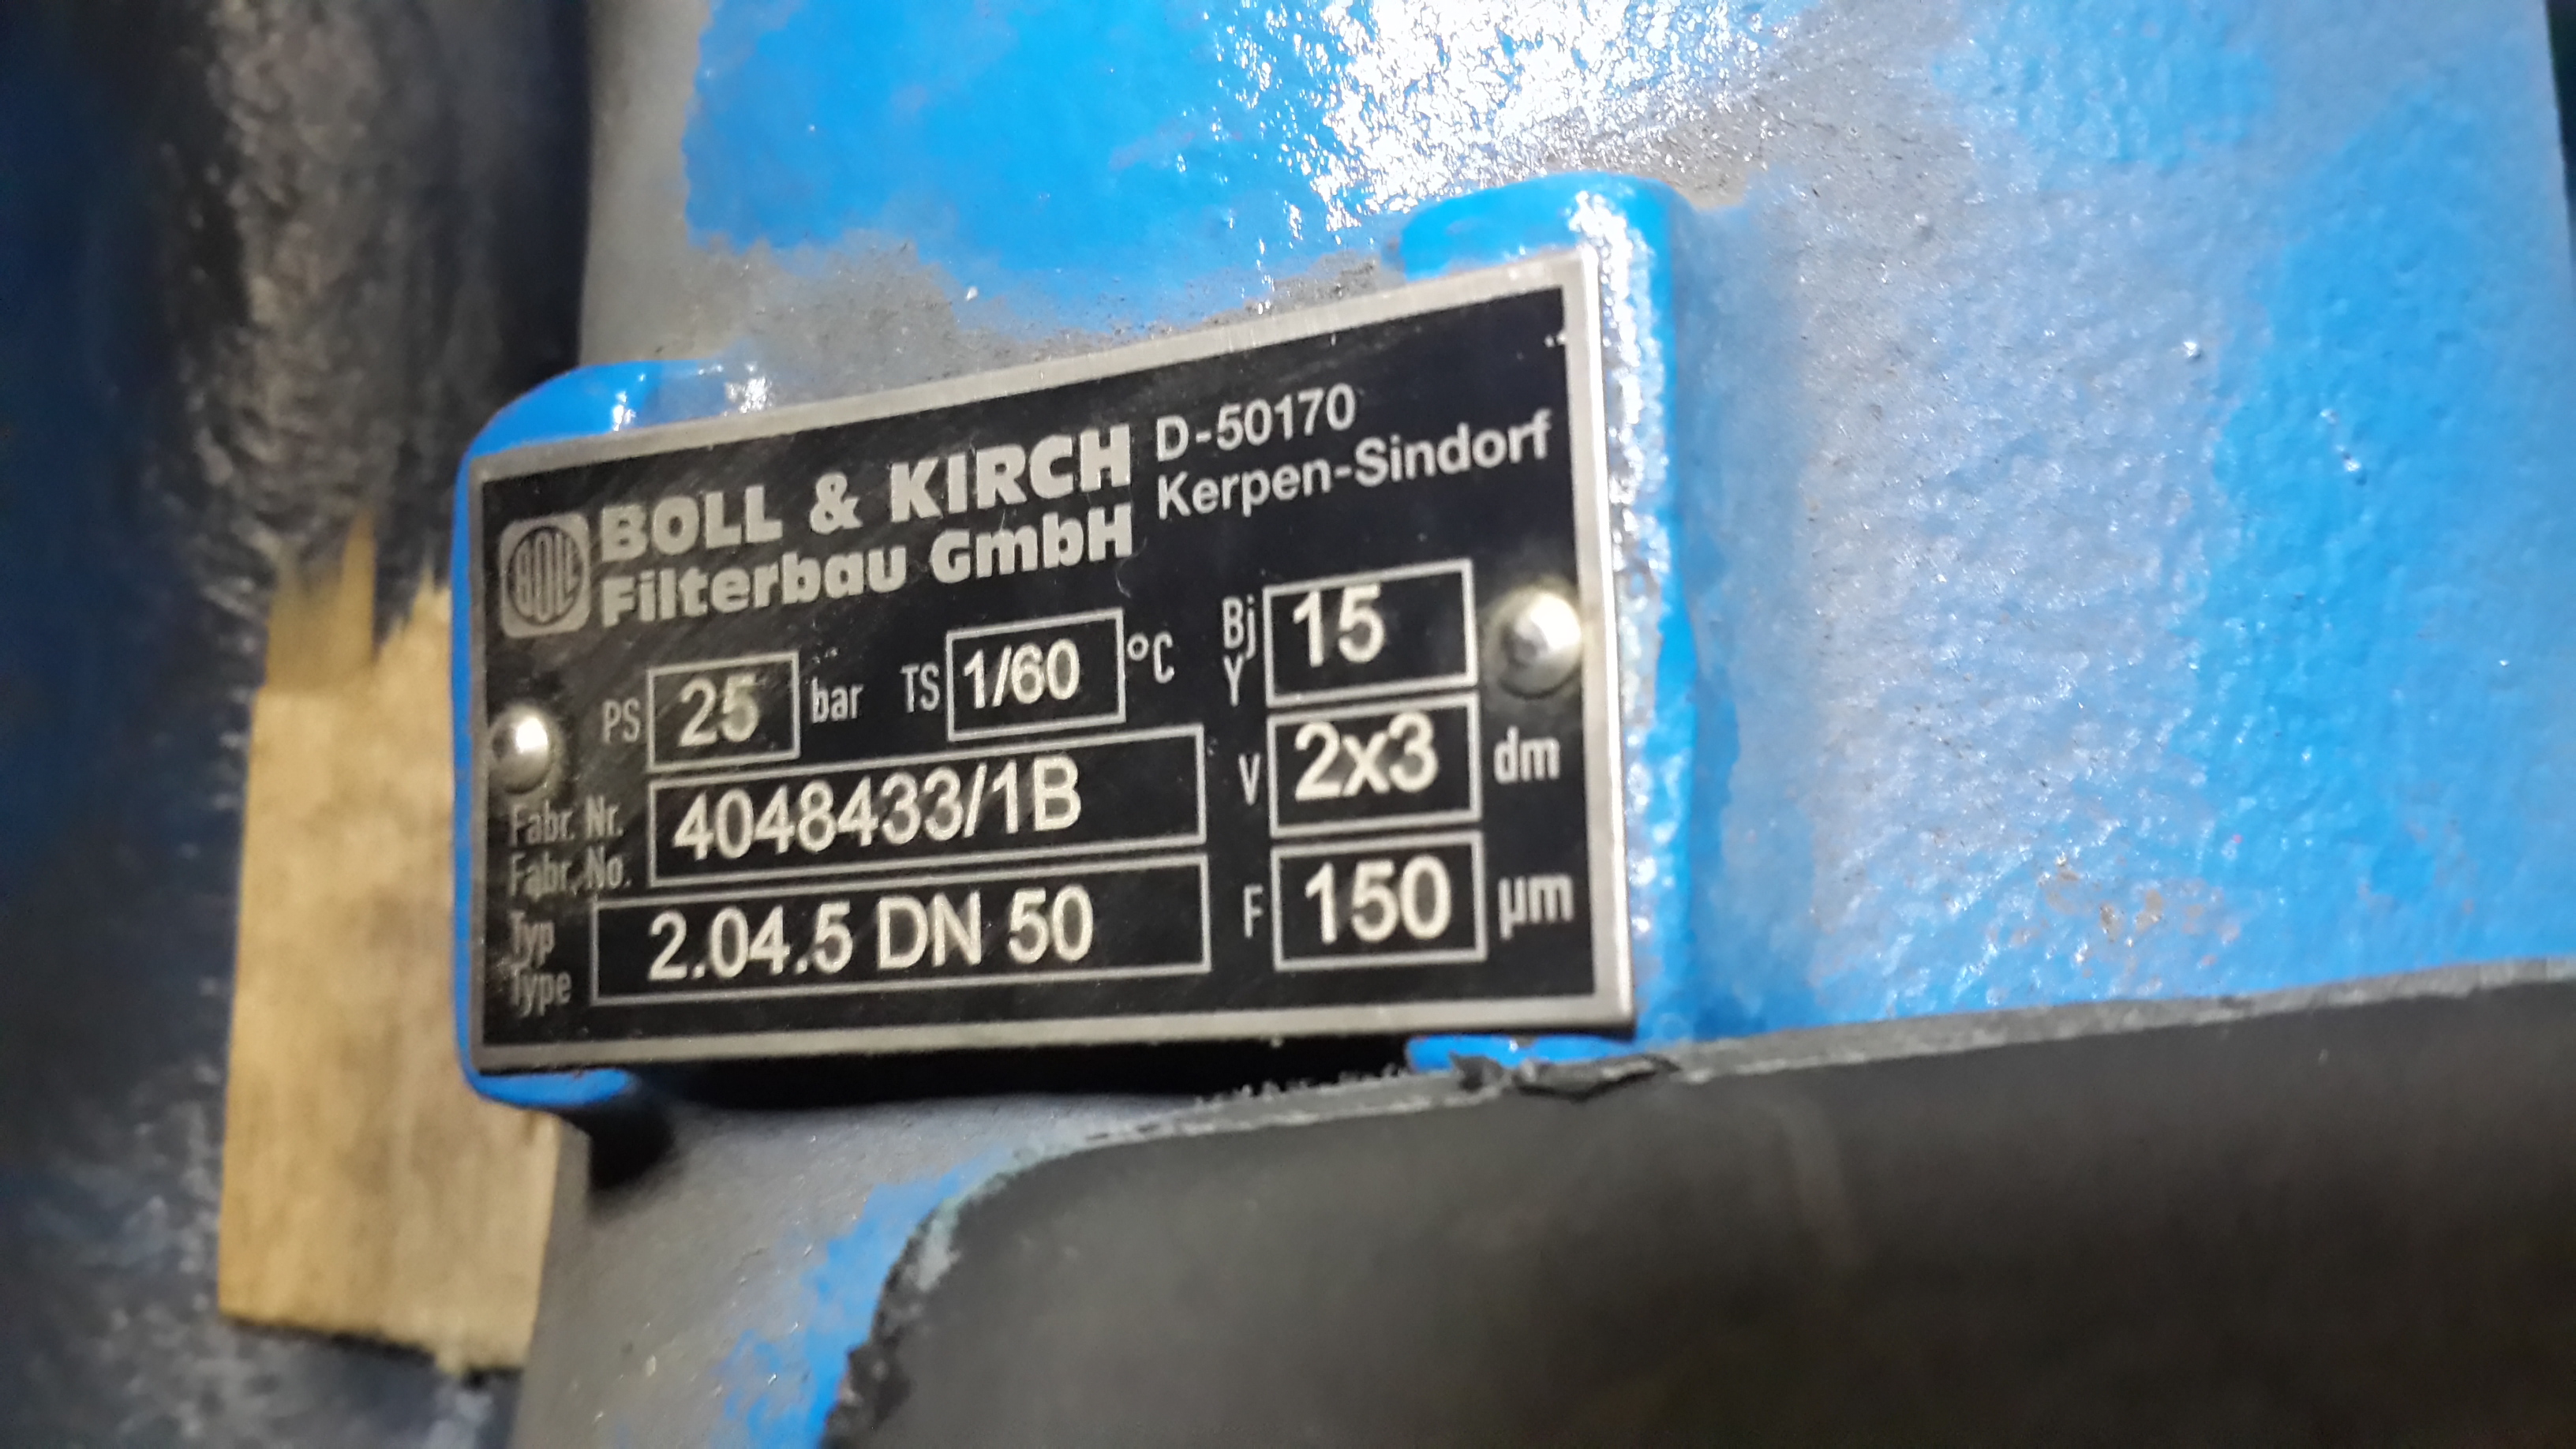 BOLL
BOLL & KIRCH
Filterbau GmbH
D-50170
Kerpen-Sindorf
PS 25 bar TS 1/60 °C
Bj
Y
15
Fabr. Nr.
Fabr. No.
4048433/1B
V 2x3 dm
Typ
Type
2.04.5 DN 50
F 150 µm